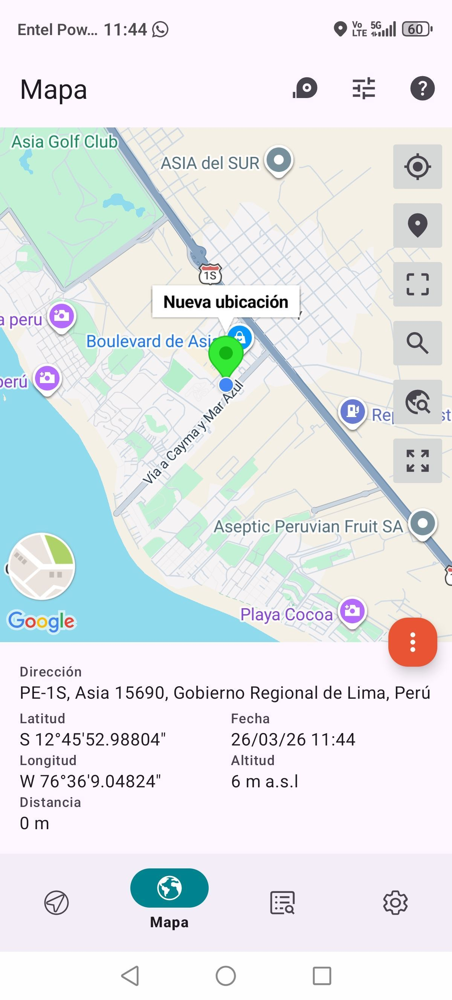 Entel Pow... 11:44
Vo LTE 5G 60
Mapa
Asia Golf Club
ASIA del SUR
1S
Nueva ubicación
a peru
Boulevard de Asia
perú
Vía a Cayma y Mar Azul
Aseptic Peruvian Fruit SA
Playa Cocoa
Google
Dirección
PE-1S, Asia 15690, Gobierno Regional de Lima, Perú
Latitud
S 12°45'52.98804"
Fecha
26/03/26 11:44
Longitud
W 76°36'9.04824"
Altitud
6 m a.s.l
Distancia
0 m
Mapa